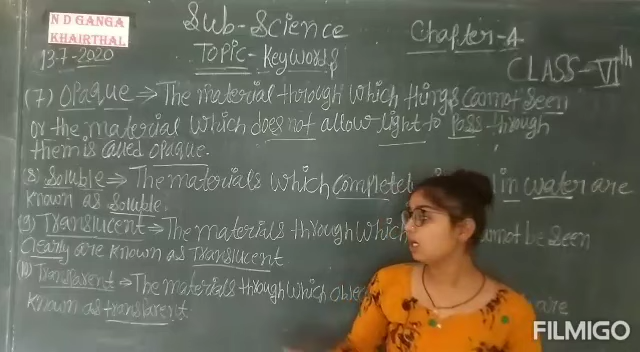 N D GANGA
KHAIRTHAL
13-7-2020
Sub-Science
TOPIC- Keywords
Chapter-4
CLASS-VIth
(7) Opaque → The material through which things Cannot Seen
or the material which does not allow light to pass through
them is called opaque.
(8) Soluble → The materials which completel in water are
known as soluble.
(9) Translucent → The materials through which annot be seen
Clearly are known as Translucent
(10) Transparent → The materials through which obje are
known as transparent
FILMIGO